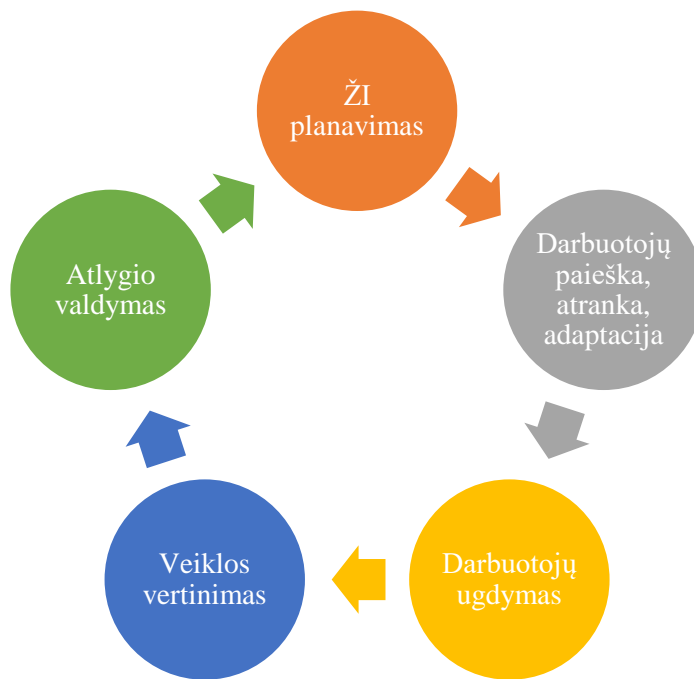 ŽI
planavimas
Darbuotojų
paieška,
atranka,
adaptacija
Darbuotojų
ugdymas
Veiklos
vertinimas
Atlygio
valdymas